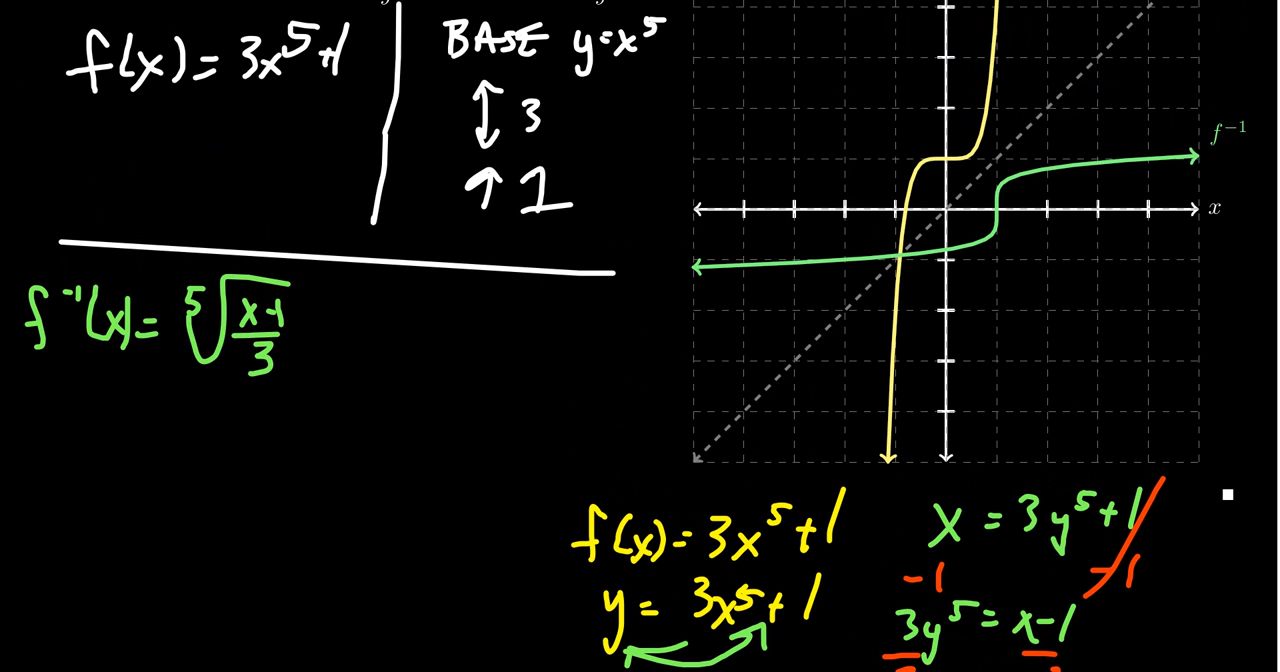 f(x) = 3x⁵+1
BASE y=x⁵
↕ 3
↑ 1
f⁻¹(x) = ⁵√((x-1)/3)
f⁻¹
x
f(x) = 3x⁵+1
y = 3x⁵+1
x = 3y⁵+1
-1 -1
3y⁵ = x-1